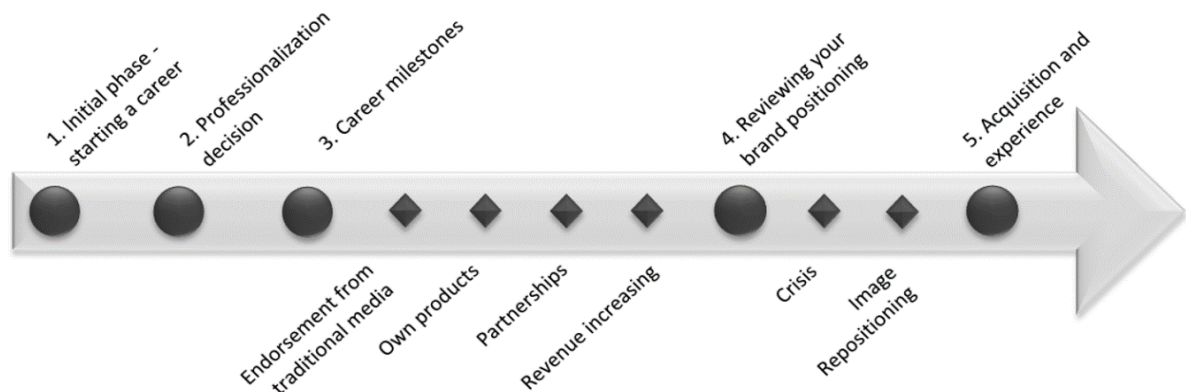 1. Initial phase -
starting a career
2. Professionalization
decision
3. Career milestones
4. Reviewing your
brand positioning
5. Acquisition and
experience
Endorsement from
traditional media
Own products
Partnerships
Revenue increasing
Crisis
Image
Repositioning